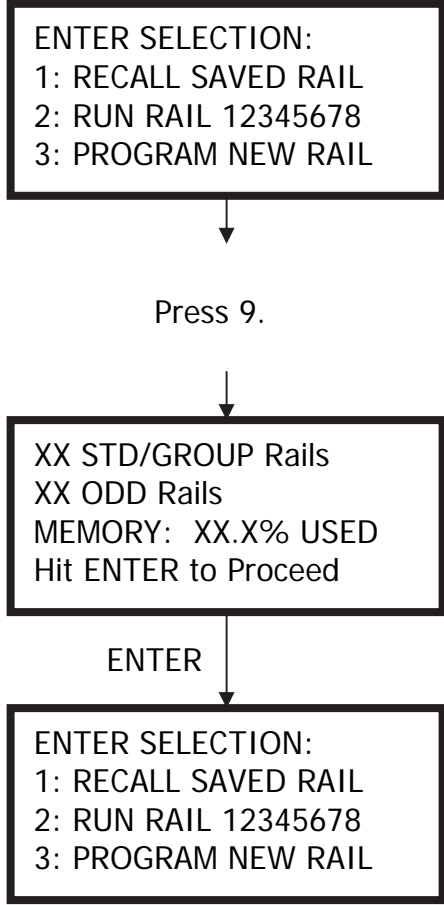 ENTER SELECTION:
1: RECALL SAVED RAIL
2: RUN RAIL 12345678
3: PROGRAM NEW RAIL
Press 9.
XX STD/GROUP Rails
XX ODD Rails
MEMORY:  XX.X% USED
Hit ENTER to Proceed
ENTER
ENTER SELECTION:
1: RECALL SAVED RAIL
2: RUN RAIL 12345678
3: PROGRAM NEW RAIL